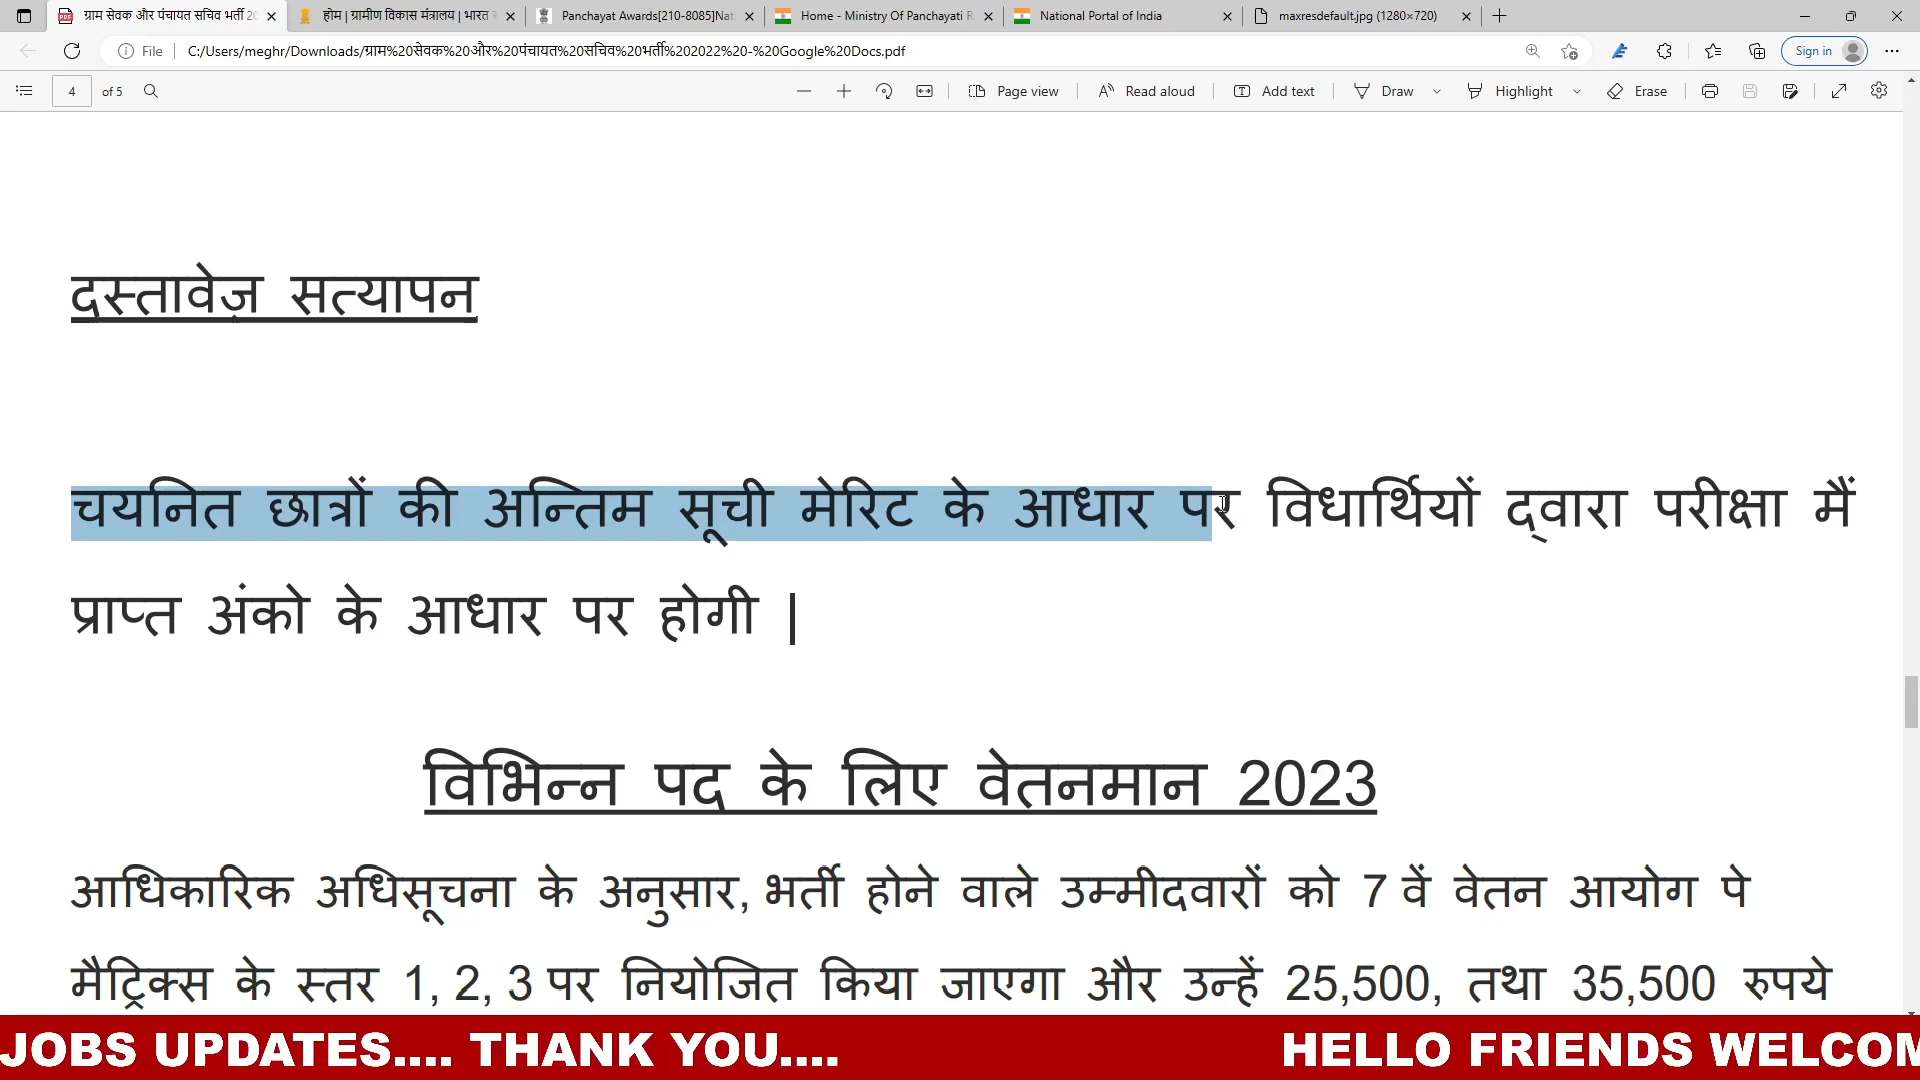 ग्राम सेवक और पंचायत सचिव भर्ती 20
होम | ग्रामीण विकास मंत्रालय | भारत स
Panchayat Awards[210-8085]Nat
Home - Ministry Of Panchayati R
National Portal of India
maxresdefault.jpg (1280×720)
File C:/Users/meghr/Downloads/ग्राम%20सेवक%20और%20पंचायत%20सचिव%20भर्ती%202022%20-%20Google%20Docs.pdf
Sign in
4 of 5 Page view Read aloud Add text Draw Highlight Erase
दस्तावेज़ सत्यापन
चयनित छात्रों की अन्तिम सूची मेरिट के आधार पर विधार्थियों द्वारा परीक्षा मैं
प्राप्त अंको के आधार पर होगी |
विभिन्न पद के लिए वेतनमान 2023
आधिकारिक अधिसूचना के अनुसार, भर्ती होने वाले उम्मीदवारों को 7 वें वेतन आयोग पे
मैट्रिक्स के स्तर 1, 2, 3 पर नियोजित किया जाएगा और उन्हें 25,500, तथा 35,500 रुपये
JOBS UPDATES.... THANK YOU.... HELLO FRIENDS WELCOM